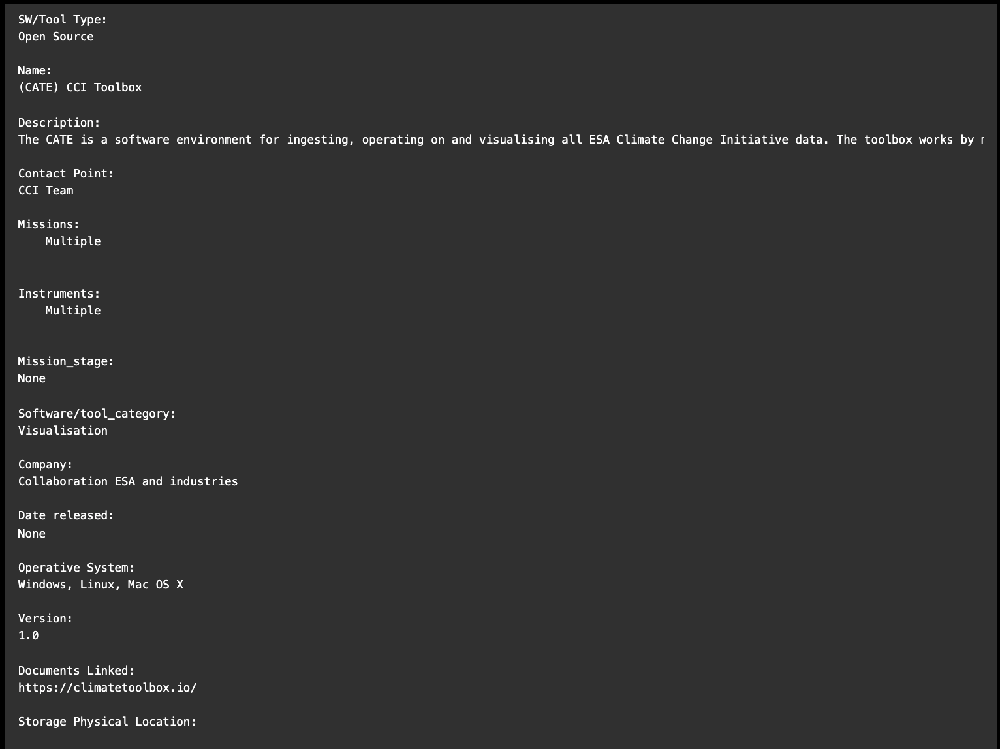 SW/Tool Type:
Open Source
Name:
(CATE) CCI Toolbox
Description:
The CATE is a software environment for ingesting, operating on and visualising all ESA Climate Change Initiative data. The toolbox works by
Contact Point:
CCI Team
Missions:
Multiple
Instruments:
Multiple
Mission_stage:
None
Software/tool_category:
Visualisation
Company:
Collaboration ESA and industries
Date released:
None
Operative System:
Windows, Linux, Mac OS X
Version:
1.0
Documents Linked:
https://climatetoolbox.io/
Storage Physical Location: